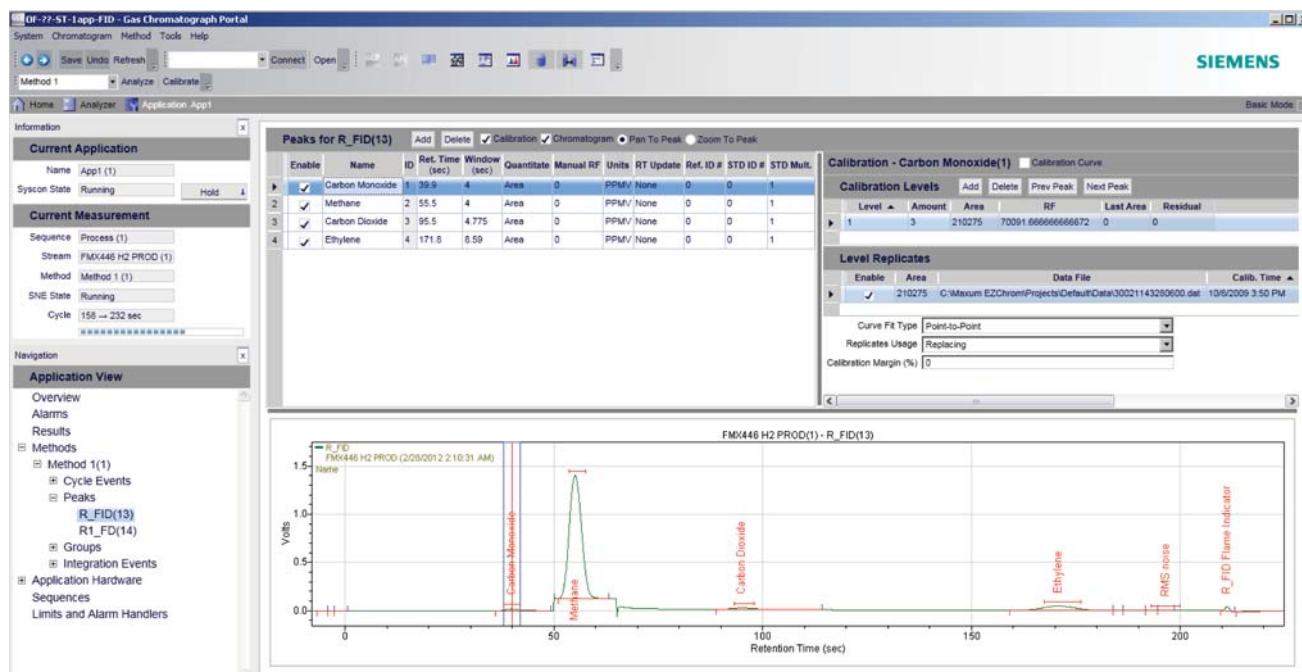 OF-??-ST-1app-FID - Gas Chromatograph Portal
System Chromatogram Method Tools Help
Save Undo Refresh Connect Open
SIEMENS
Method 1 Analyze Calibrate
Home Analyzer Application App1 Basic Mode
Information
Current Application
Name App1 (1)
Syscon State Running Hold
Current Measurement
Sequence Process (1)
Stream FMX446 H2 PROD (1)
Method Method 1 (1)
SNE State Running
Cycle 158 → 232 sec
Navigation
Application View
Overview
Alarms
Results
Methods
Method 1(1)
Cycle Events
Peaks
R_FID(13)
R1_FD(14)
Groups
Integration Events
Application Hardware
Sequences
Limits and Alarm Handlers
Peaks for R_FID(13) Add Delete Calibration Chromatogram Pan To Peak Zoom To Peak
Enable Name ID Ret. Time (sec) Window (sec) Quantitate Manual RF Units RT Update Ref. ID # STD ID # STD Mult.
Carbon Monoxide 1 39.9 4 Area 0 PPMV None 0 0 1
2 Methane 2 55.5 4 Area 0 PPMV None 0 0 1
3 Carbon Dioxide 3 95.5 4.775 Area 0 PPMV None 0 0 1
4 Ethylene 4 171.8 8.59 Area 0 PPMV None 0 0 1
Calibration - Carbon Monoxide(1) Calibration Curve
Calibration Levels Add Delete Prev Peak Next Peak
Level Amount Area RF Last Area Residual
1 3 210275 70091.666666666672 0 0
Level Replicates
Enable Area Data File Calib. Time
210275 C:\Maxum EZChrom\Projects\Default\Data\30021143280600.dat 10/6/2009 3:50 PM
Curve Fit Type Point-to-Point
Replicates Usage Replacing
Calibration Margin (%) 0
FMX446 H2 PROD(1) - R_FID(13)
R_FID
FMX446 H2 PROD (2/28/2012 2:10:31 AM)
Name
1.5
1.0
0.5
0.0
Volts
Carbon Monoxide
Methane
Carbon Dioxide
Ethylene
RMS noise
R_FID Flame Indicator
0 50 100 150 200
Retention Time (sec)